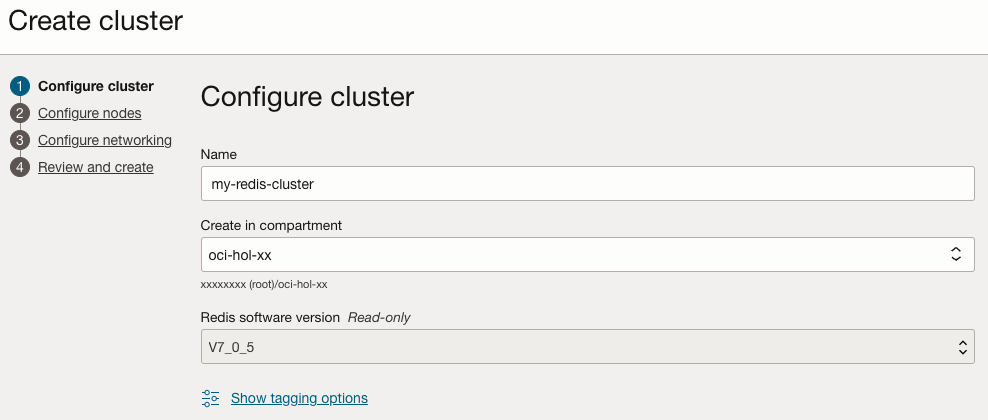 Create cluster
1 Configure cluster
2 Configure nodes
3 Configure networking
4 Review and create
Configure cluster
Name
my-redis-cluster
Create in compartment
oci-hol-xx
xxxxxxxx (root)/oci-hol-xx
Redis software version Read-only
V7_0_5
Show tagging options